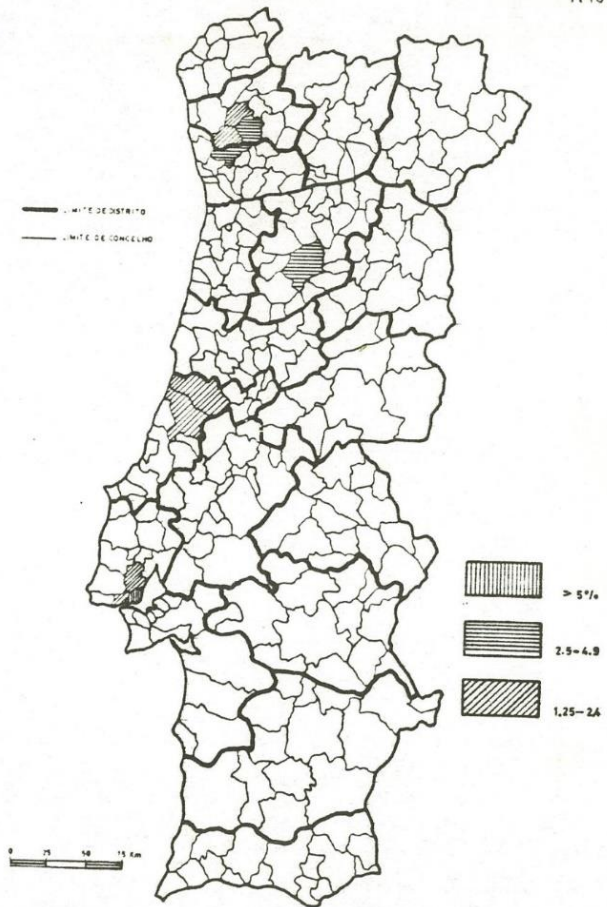 LIMITE DE DISTRITO
LIMITE DE CONCELHO
> 5%
2.5-4.9
1.25-2.4
0 25 50 75 Km